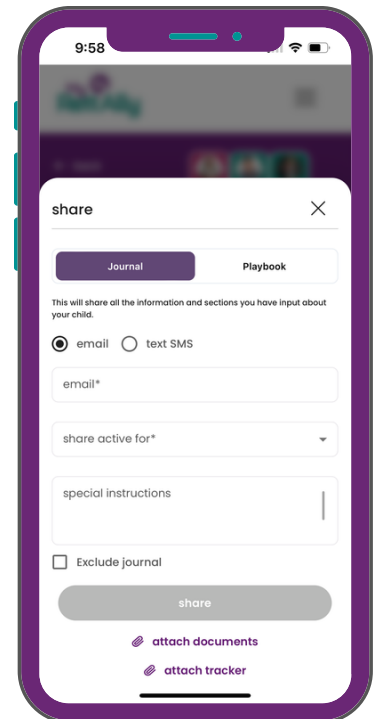 9:58
share
Journal
Playbook
This will share all the information and sections you have input about
your child.
email
text SMS
email*
share active for*
special instructions
Exclude journal
share
attach documents
attach tracker